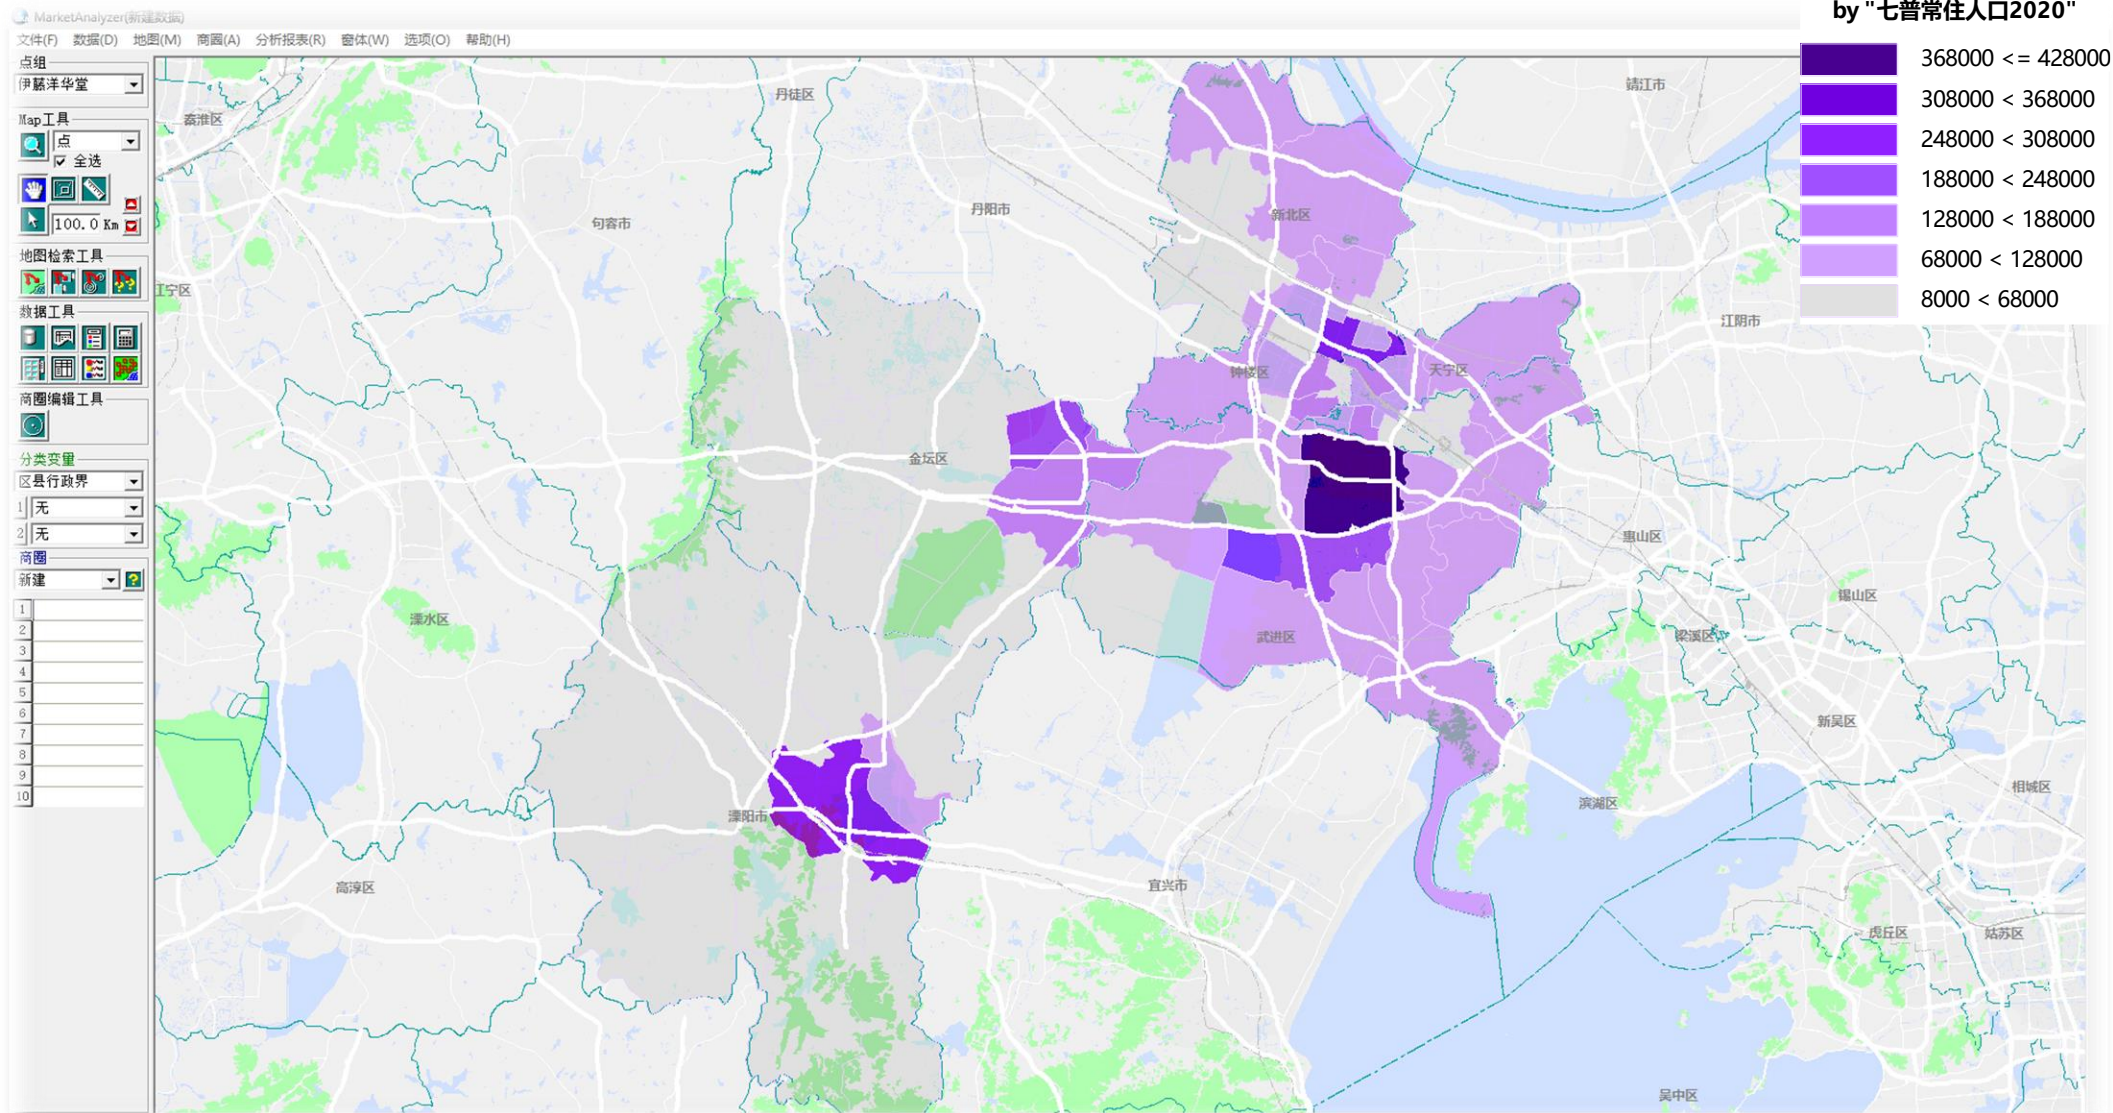 MarketAnalyzer(新建数据)
文件(F) 数据(D) 地图(M) 商圈(A) 分析报表(R) 窗体(W) 选项(O) 帮助(H)
点组
伊藤洋华堂
Map工具
点
全选
100.0 Km
地图检索工具
数据工具
商圈编辑工具
分类变量
区县行政界
1 无
2 无
商圈
新建
1
2
3
4
5
6
7
8
9
10
by "七普常住人口2020"
368000 <= 428000
308000 < 368000
248000 < 308000
188000 < 248000
128000 < 188000
68000 < 128000
8000 < 68000
丹徒区
靖江市
秦淮区
丹阳市
新北区
句容市
江宁区
江阴市
钟楼区
天宁区
金坛区
惠山区
锡山区
溧水区
武进区
梁溪区
新吴区
相城区
滨湖区
溧阳市
高淳区
宜兴市
虎丘区
姑苏区
吴中区